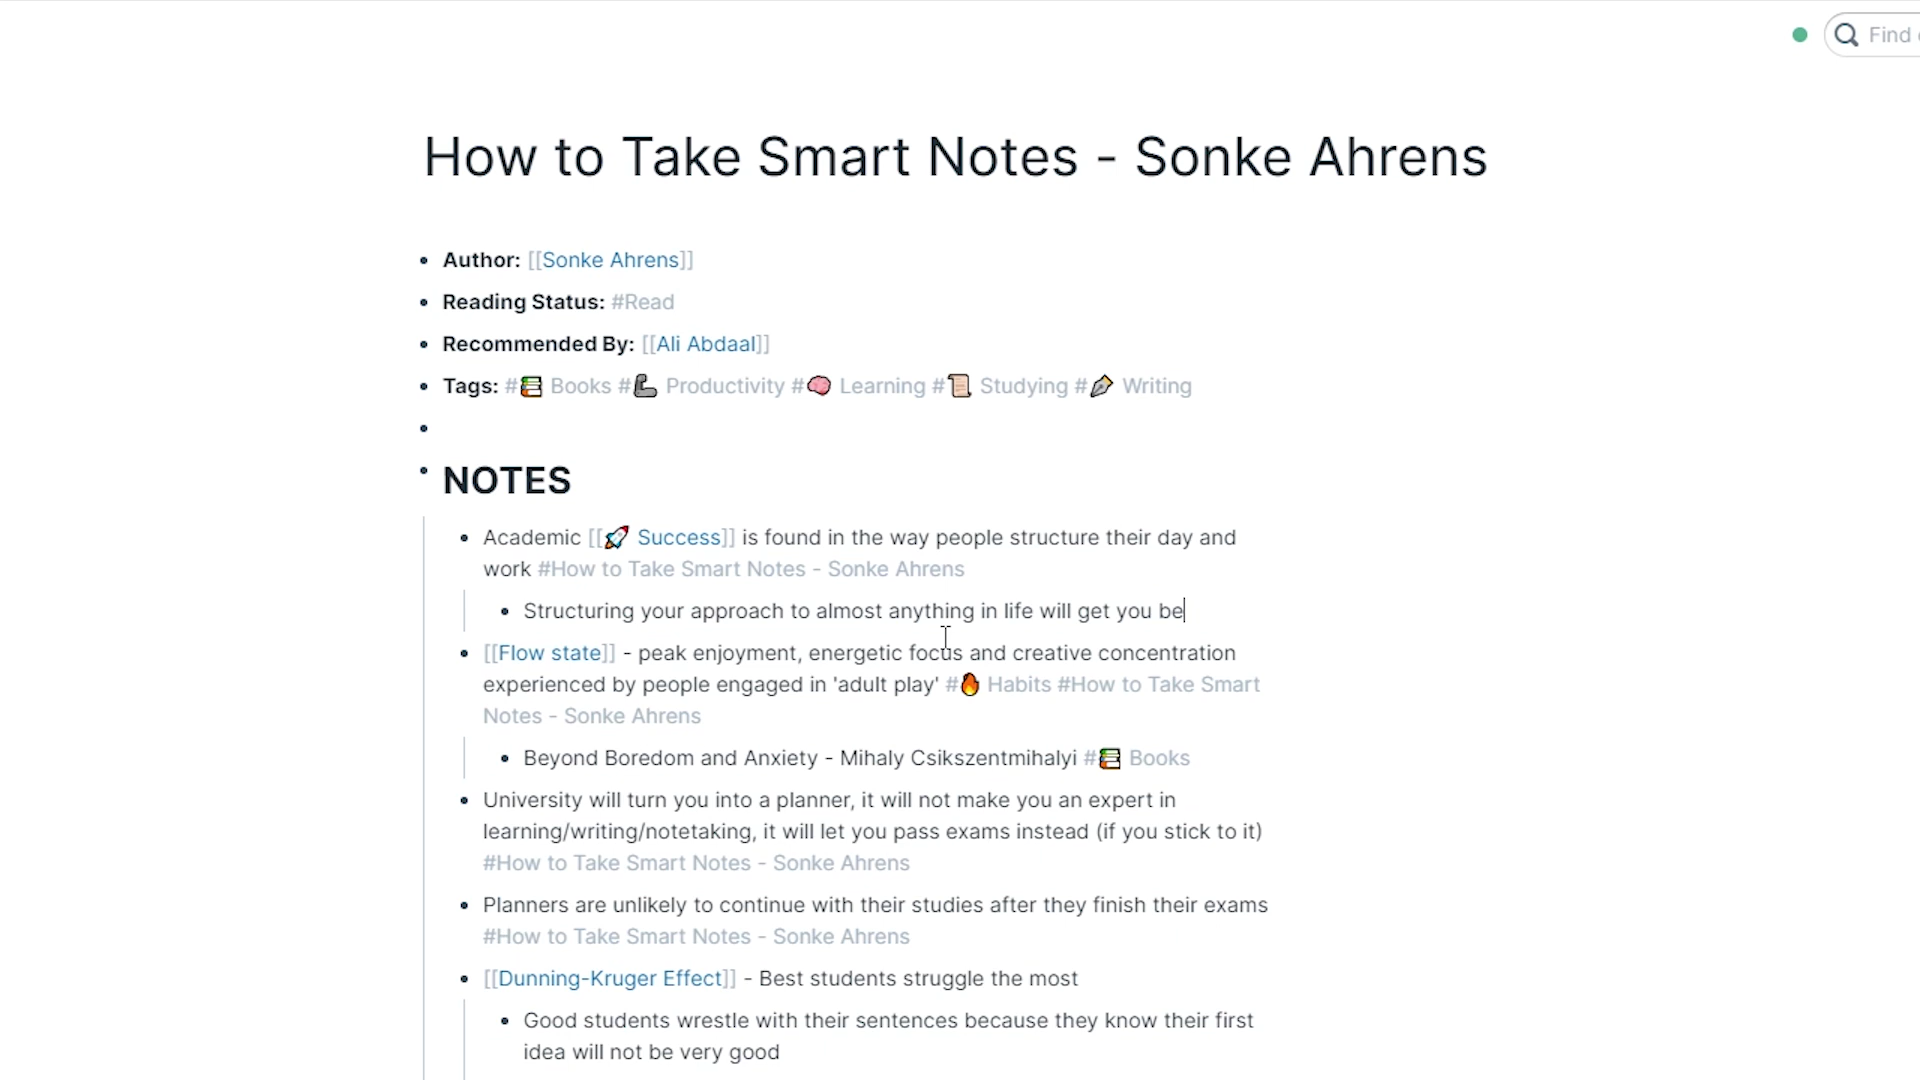 Find
How to Take Smart Notes - Sonke Ahrens
Author: [[Sonke Ahrens]]
Reading Status: #Read
Recommended By: [[Ali Abdaal]]
Tags: #📚 Books #🦾 Productivity #🧠 Learning #📜 Studying #🖋 Writing
NOTES
Academic [[🚀 Success]] is found in the way people structure their day and
work #How to Take Smart Notes - Sonke Ahrens
Structuring your approach to almost anything in life will get you be
[[Flow state]] - peak enjoyment, energetic focus and creative concentration
experienced by people engaged in 'adult play' #🔥 Habits #How to Take Smart
Notes - Sonke Ahrens
Beyond Boredom and Anxiety - Mihaly Csikszentmihalyi #📚 Books
University will turn you into a planner, it will not make you an expert in
learning/writing/notetaking, it will let you pass exams instead (if you stick to it)
#How to Take Smart Notes - Sonke Ahrens
Planners are unlikely to continue with their studies after they finish their exams
#How to Take Smart Notes - Sonke Ahrens
[[Dunning-Kruger Effect]] - Best students struggle the most
Good students wrestle with their sentences because they know their first
idea will not be very good